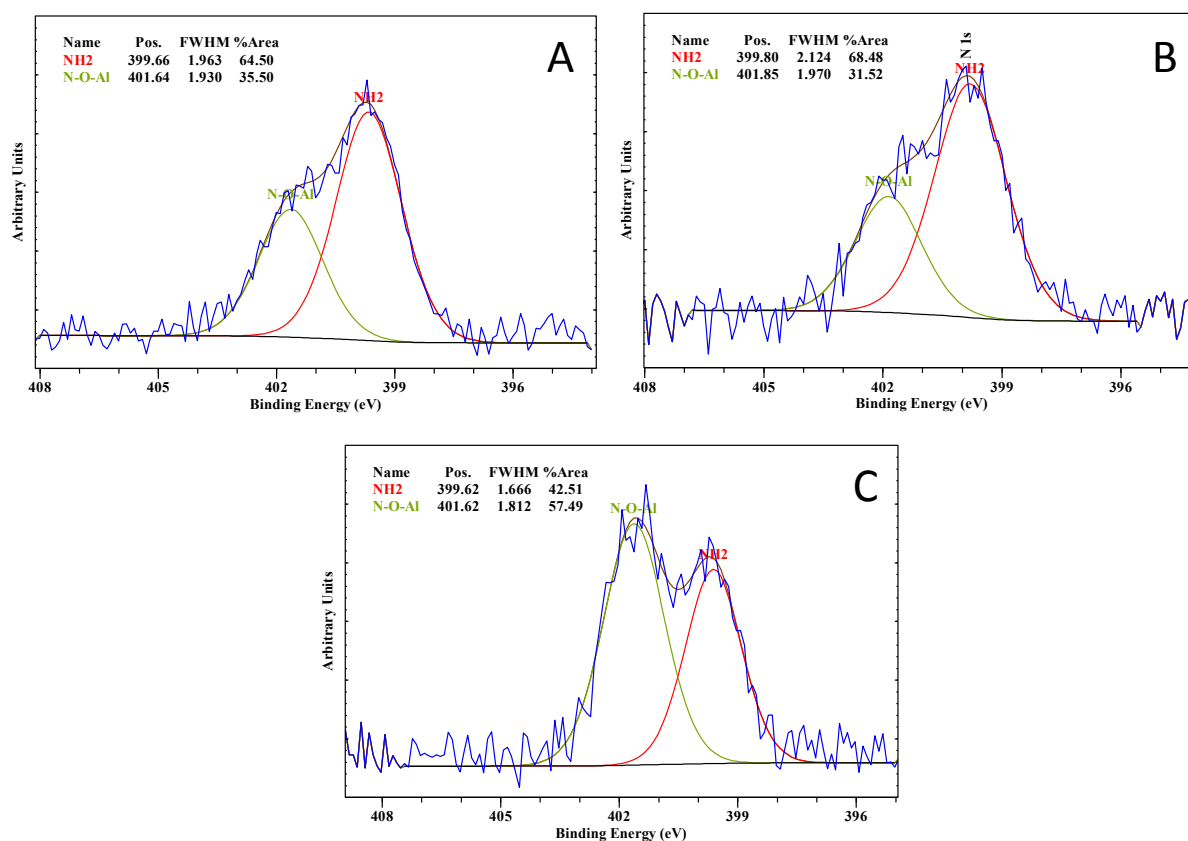 A
Name Pos. FWHM %Area
NH2 399.66 1.963 64.50
N-O-Al 401.64 1.930 35.50
NH2
N-O-Al
Arbitrary Units
408 405 402 399 396
Binding Energy (eV)
B
Name Pos. FWHM %Area
NH2 399.80 2.124 68.48
N-O-Al 401.85 1.970 31.52
N 1s
NH2
N-O-Al
Arbitrary Units
408 405 402 399 396
Binding Energy (eV)
C
Name Pos. FWHM %Area
NH2 399.62 1.666 42.51
N-O-Al 401.62 1.812 57.49
N-O-Al
NH2
Arbitrary Units
408 405 402 399 396
Binding Energy (eV)